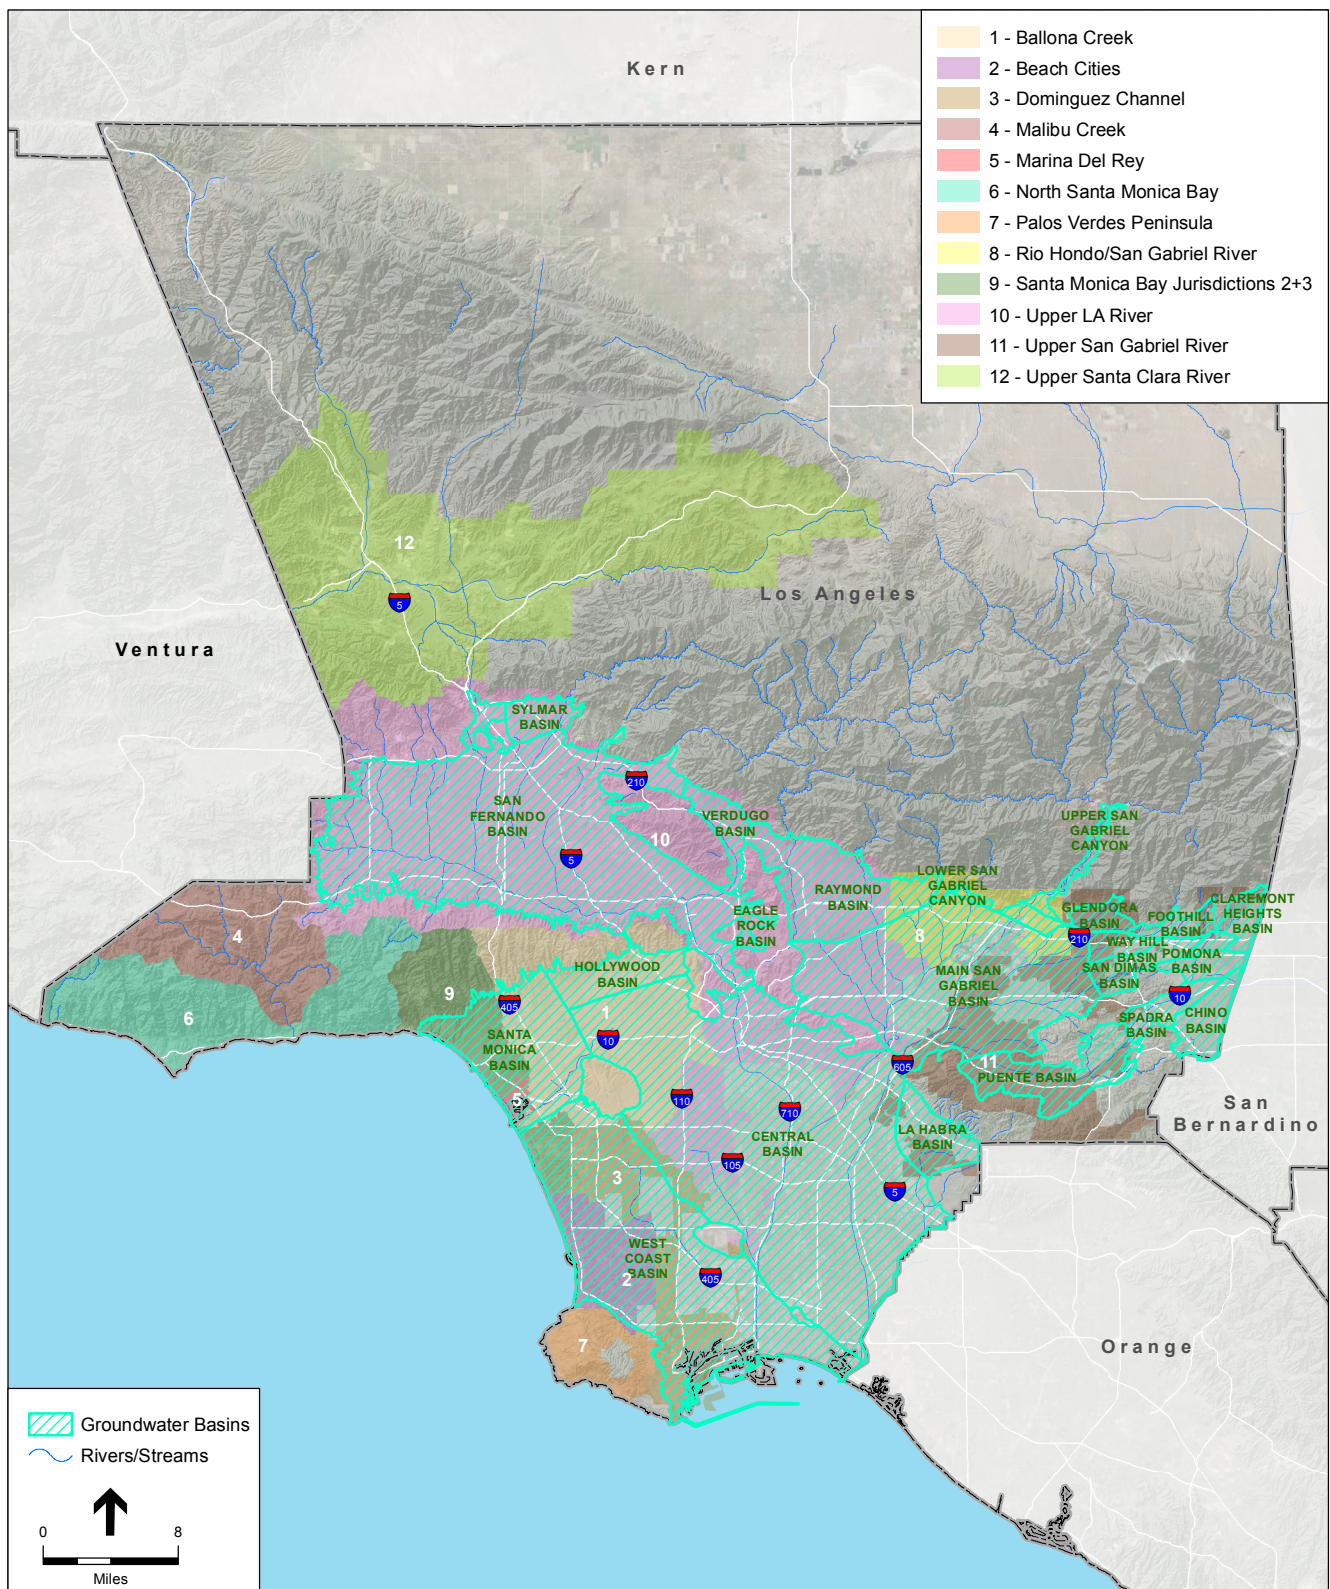 1 - Ballona Creek
2 - Beach Cities
3 - Dominguez Channel
4 - Malibu Creek
5 - Marina Del Rey
6 - North Santa Monica Bay
7 - Palos Verdes Peninsula
8 - Rio Hondo/San Gabriel River
9 - Santa Monica Bay Jurisdictions 2+3
10 - Upper LA River
11 - Upper San Gabriel River
12 - Upper Santa Clara River
Kern
12
5
Los Angeles
Ventura
SYLMAR
BASIN
210
SAN
FERNANDO
BASIN
VERDUGO
BASIN
10
5
UPPER SAN
GABRIEL
CANYON
LOWER SAN
GABRIEL
CANYON
RAYMOND
BASIN
EAGLE
ROCK
BASIN
8
GLENDORA
BASIN
210
FOOTHILL
BASIN
CLAREMONT
HEIGHTS
BASIN
WAY HILL
BASIN
POMONA
BASIN
SAN DIMAS
BASIN
MAIN SAN
GABRIEL
BASIN
10
SPADRA
BASIN
CHINO
BASIN
4
6
9
HOLLYWOOD
BASIN
405
1
10
SANTA
MONICA
BASIN
605
11
PUENTE BASIN
5
110
710
CENTRAL
BASIN
LA HABRA
BASIN
San
Bernardino
105
3
5
WEST
COAST
BASIN
2
405
7
Orange
Groundwater Basins
Rivers/Streams
0
8
Miles